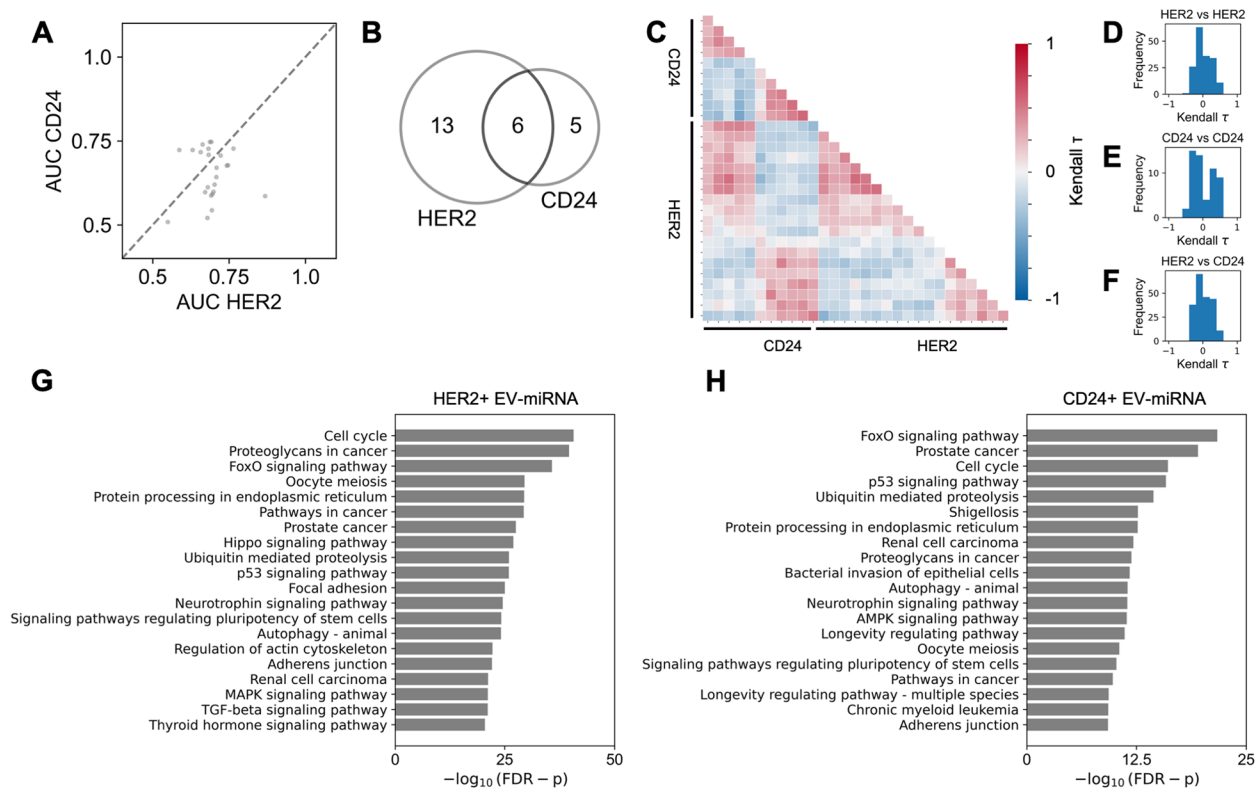 A
AUC CD24
1.0
0.75
0.5
0.5
0.75
1.0
AUC HER2
B
13
6
5
HER2
CD24
C
CD24
HER2
CD24
HER2
1
0
-1
Kendall τ
D
HER2 vs HER2
Frequency
50
25
0
−1
0
1
Kendall τ
E
CD24 vs CD24
Frequency
10
0
−1
0
1
Kendall τ
F
HER2 vs CD24
Frequency
50
25
0
−1
0
1
Kendall τ
G
HER2+ EV-miRNA
Cell cycle
Proteoglycans in cancer
FoxO signaling pathway
Oocyte meiosis
Protein processing in endoplasmic reticulum
Pathways in cancer
Prostate cancer
Hippo signaling pathway
Ubiquitin mediated proteolysis
p53 signaling pathway
Focal adhesion
Neurotrophin signaling pathway
Signaling pathways regulating pluripotency of stem cells
Autophagy - animal
Regulation of actin cytoskeleton
Adherens junction
Renal cell carcinoma
MAPK signaling pathway
TGF-beta signaling pathway
Thyroid hormone signaling pathway
0
25
50
−log₁₀ (FDR − p)
H
CD24+ EV-miRNA
FoxO signaling pathway
Prostate cancer
Cell cycle
p53 signaling pathway
Ubiquitin mediated proteolysis
Shigellosis
Protein processing in endoplasmic reticulum
Renal cell carcinoma
Proteoglycans in cancer
Bacterial invasion of epithelial cells
Autophagy - animal
Neurotrophin signaling pathway
AMPK signaling pathway
Longevity regulating pathway
Oocyte meiosis
Signaling pathways regulating pluripotency of stem cells
Pathways in cancer
Longevity regulating pathway - multiple species
Chronic myeloid leukemia
Adherens junction
0
12.5
25
−log₁₀ (FDR − p)